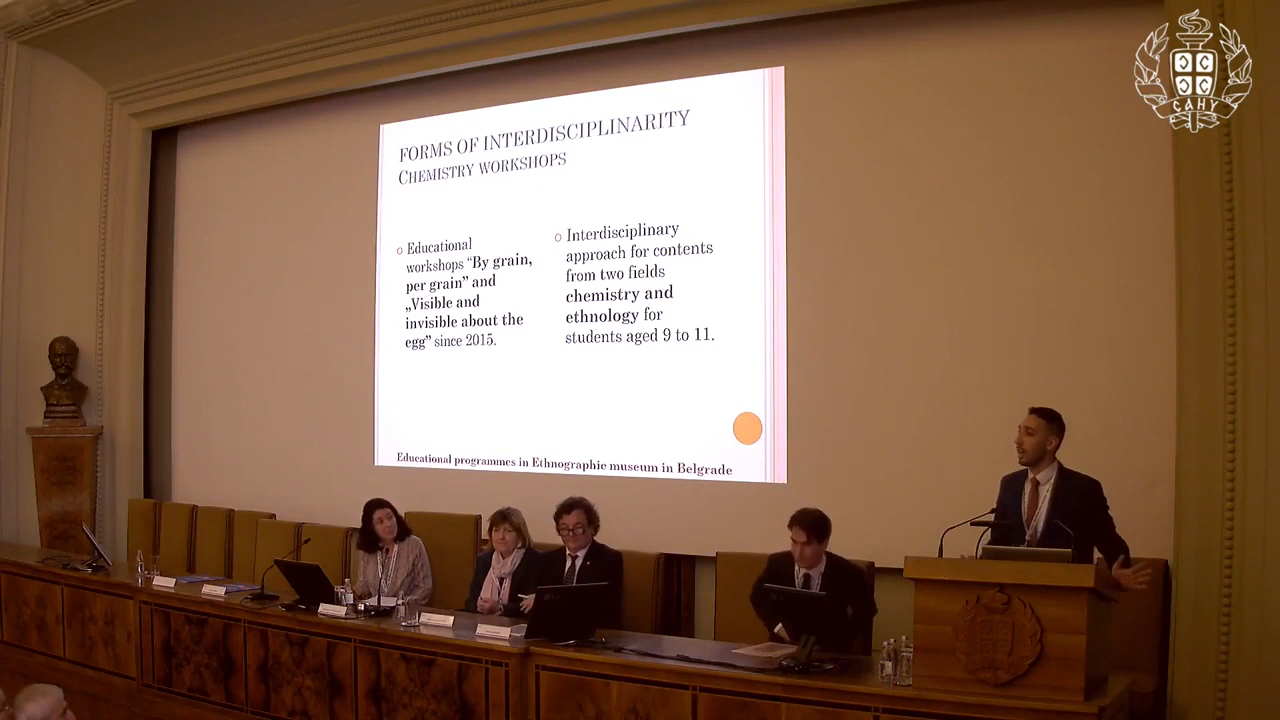 FORMS OF INTERDISCIPLINARITY
CHEMISTRY WORKSHOPS
Educational
workshops “By grain,
per grain” and
„Visible and
invisible about the
egg” since 2015.
Interdisciplinary
approach for contents
from two fields
chemistry and
ethnology for
students aged 9 to 11.
Educational programmes in Ethnographic museum in Belgrade
САНУ